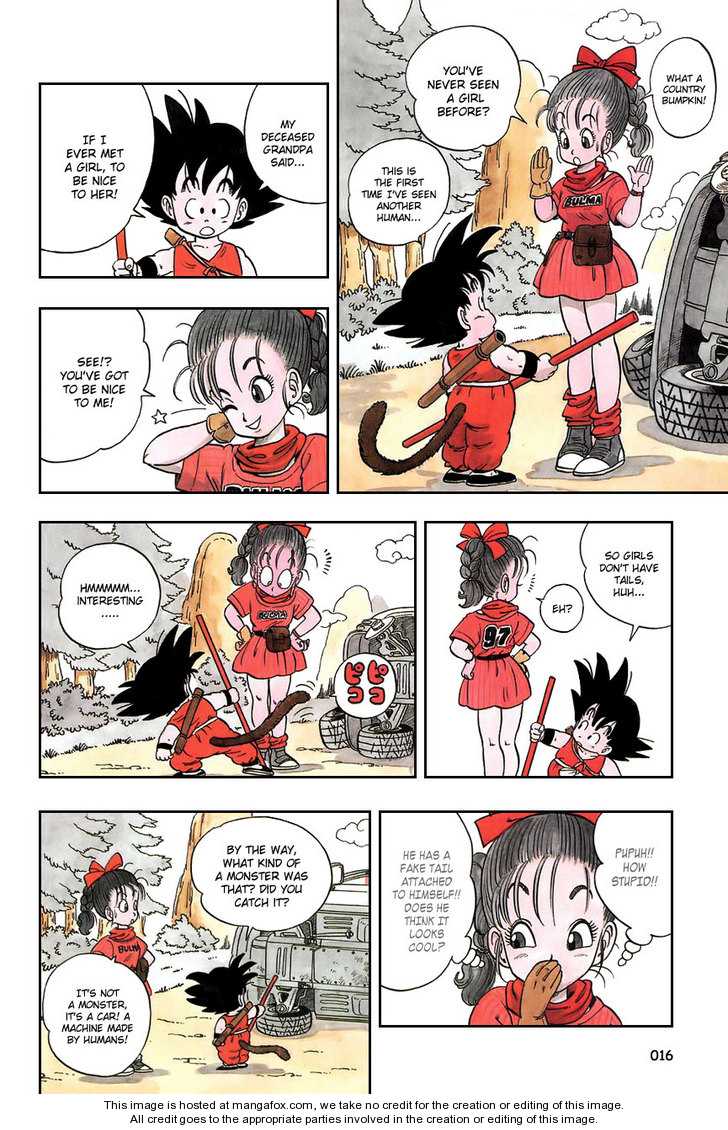 WHAT A
COUNTRY
BUMPKIN!
YOU'VE
NEVER SEEN
A GIRL
BEFORE?
THIS IS
THE FIRST
TIME I'VE SEEN
ANOTHER
HUMAN...
BULMA
MY
DECEASED
GRANDPA
SAID...
IF I
EVER MET
A GIRL, TO
BE NICE
TO HER!
SEE!?
YOU'VE GOT
TO BE NICE
TO ME!
BULMA
SO GIRLS
DON'T HAVE
TAILS,
HUH...
EH?
97
HMMMMM...
INTERESTING
.....
BULMA
ピコ
ピコ
PUPUH!!
HOW
STUPID!!
HE HAS A
FAKE TAIL
ATTACHED
TO HIMSELF!!
DOES HE
THINK IT
LOOKS
COOL?
BY THE WAY,
WHAT KIND OF
A MONSTER WAS
THAT? DID YOU
CATCH IT?
BULMA
IT'S NOT
A MONSTER,
IT'S A CAR! A
MACHINE MADE
BY HUMANS!
016
This image is hosted at mangafox.com, we take no credit for the creation or editing of this image.
All credit goes to the appropriate parties involved in the creation or editing of this image.